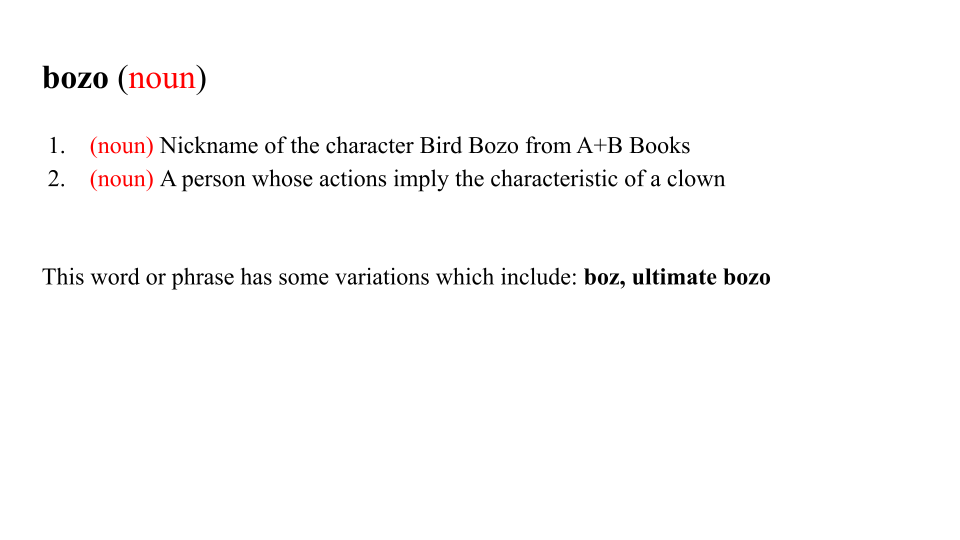 bozo (noun)
1. (noun) Nickname of the character Bird Bozo from A+B Books
2. (noun) A person whose actions imply the characteristic of a clown
This word or phrase has some variations which include: boz, ultimate bozo